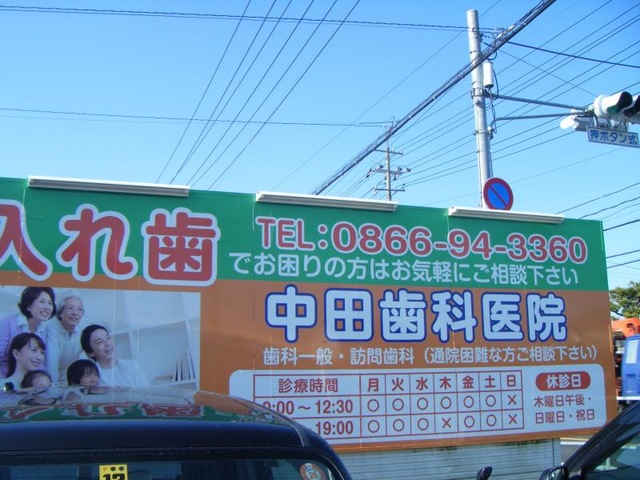 押ボタン式
入れ歯
TEL:0866-94-3360
でお困りの方はお気軽にご相談下さい
中田歯科医院
歯科一般・訪問歯科(通院困難な方ご相談下さい)
診療時間 月 火 水 木 金 土 日 休診日
9:00～12:30 ○ ○ ○ ○ ○ ○ × 木曜日午後・
19:00 ○ ○ ○ × ○ ○ × 日曜日・祝日